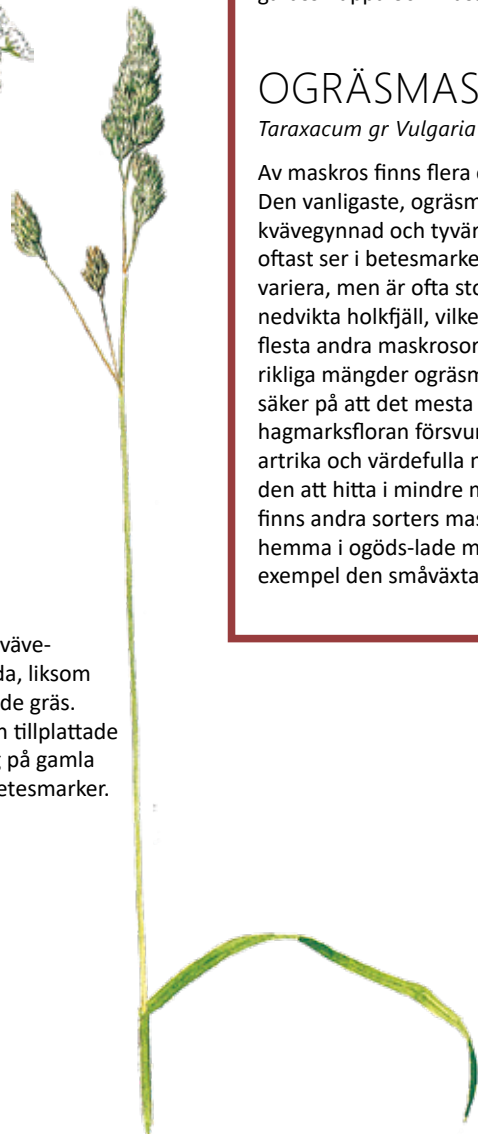 OGRÄSMAS
Taraxacum gr Vulgaria
Av maskros finns flera
Den vanligaste, ogräsm
kvävegynnad och tyvär
oftast ser i betesmarke
variera, men är ofta sto
nedvikta holkfjäll, vilke
flesta andra maskrosor
rikliga mängder ogräsm
säker på att det mesta
hagmarksfloran försvur
artrika och värdefulla n
den att hitta i mindre n
finns andra sorters mas
hemma i ogöds-lade m
exempel den småväxta
väve-
da, liksom
de gräs.
n tillplattade
på gamla
etesmarker.